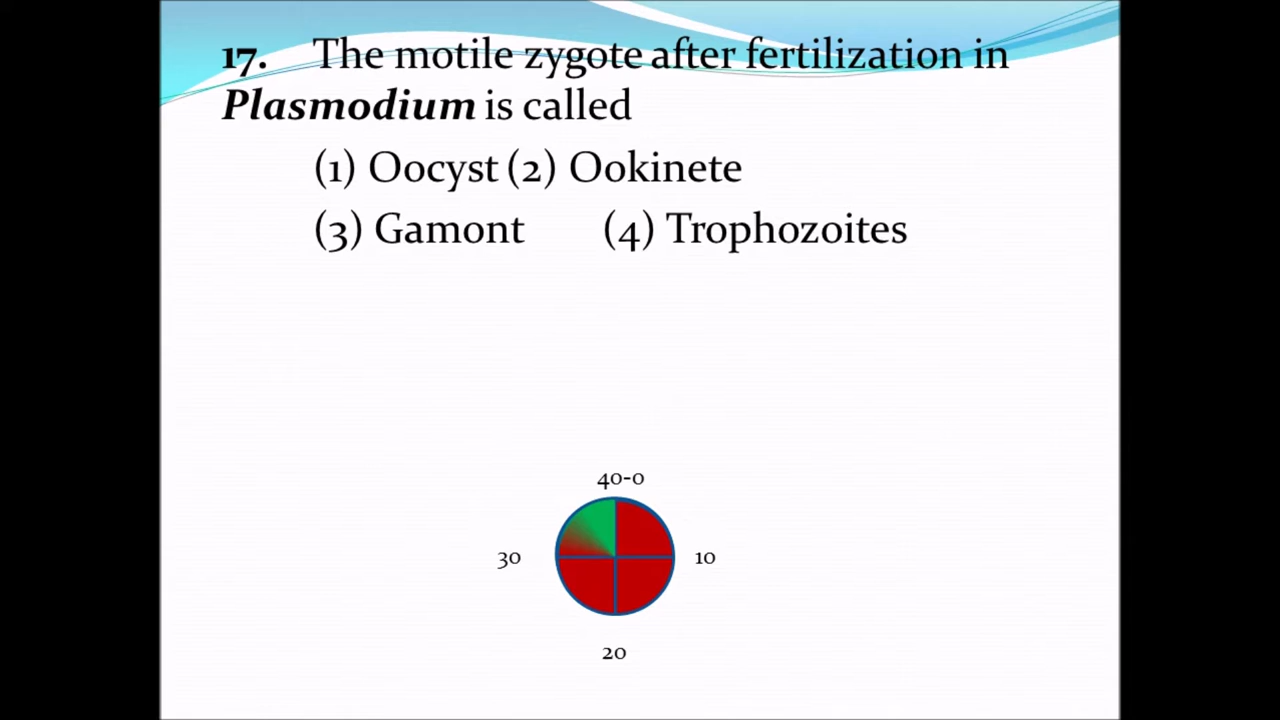 17. The motile zygote after fertilization in
Plasmodium is called
(1) Oocyst (2) Ookinete
(3) Gamont (4) Trophozoites
40-0
30 10
20